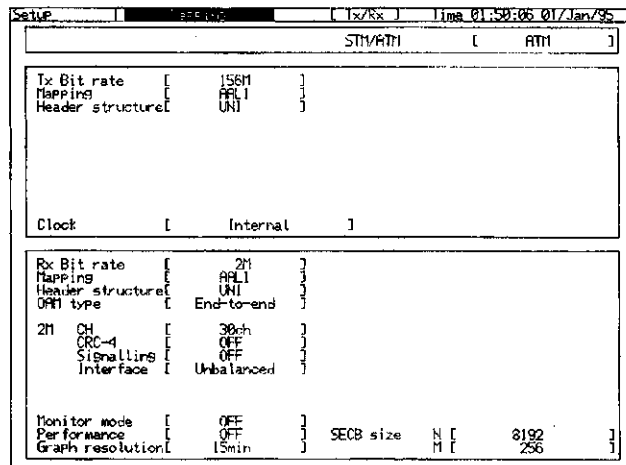 Setup [ Mapping ] [ Tx/Rx ] Time 01:50:06 01/Jan/95
STM/ATM [ ATM ]
Tx Bit rate [ 156M ]
Mapping [ AAL1 ]
Header structure[ UNI ]
Clock [ Internal ]
Rx Bit rate [ 2M ]
Mapping [ AAL1 ]
Header structure[ UNI ]
OAM type [ End-to-end ]
2M CH [ 30ch ]
CRC-4 [ OFF ]
Signalling [ OFF ]
Interface [ Unbalanced ]
Monitor mode [ OFF ]
Performance [ OFF ] SECB size N [ 8192 ]
Graph resolution[ 15min ] M [ 256 ]